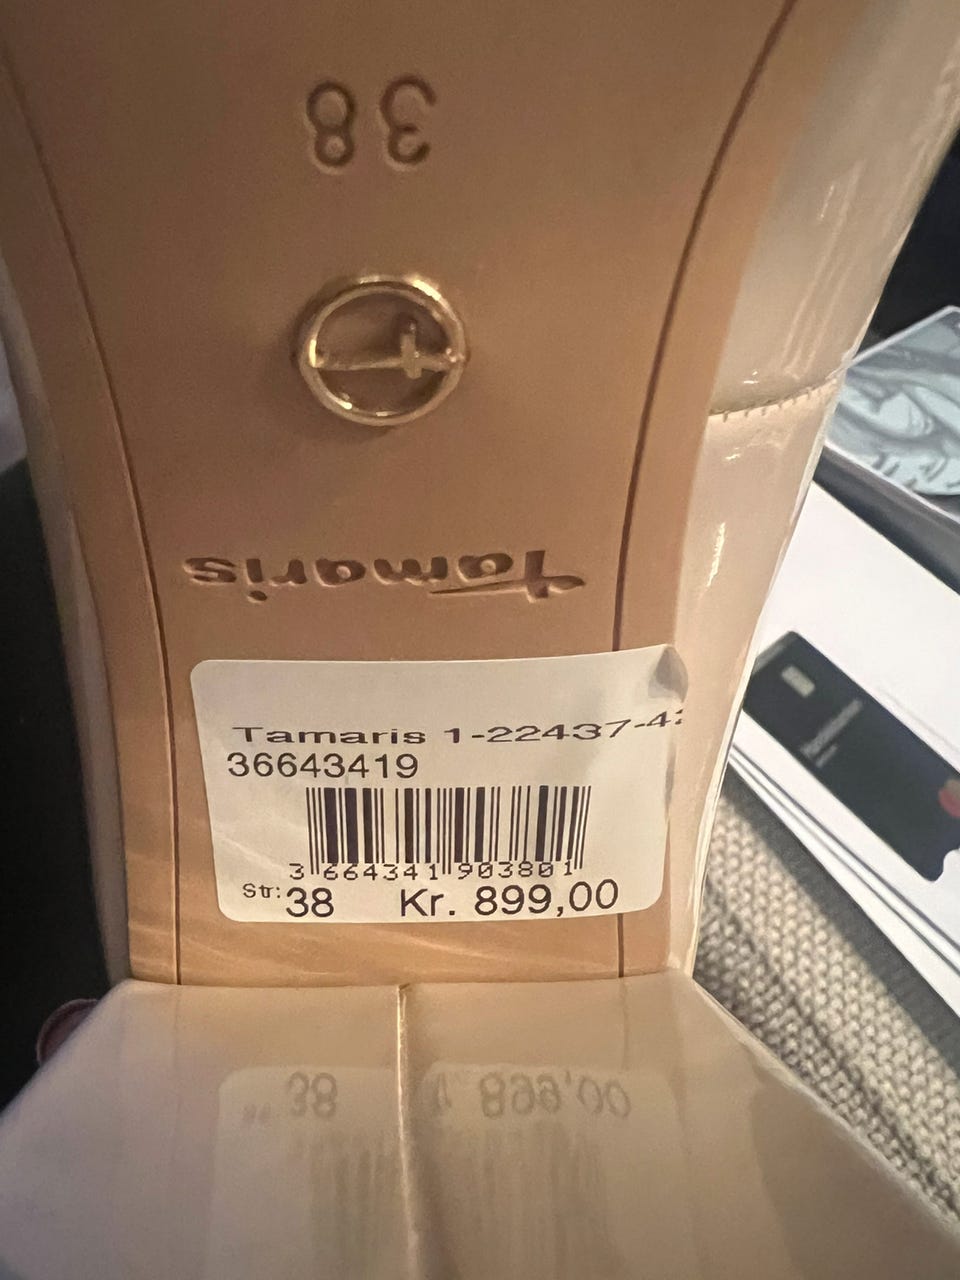 38
Tamaris
Tamaris 1-22437-4
36643419
3 664341 903801
Str: 38 Kr. 899,00